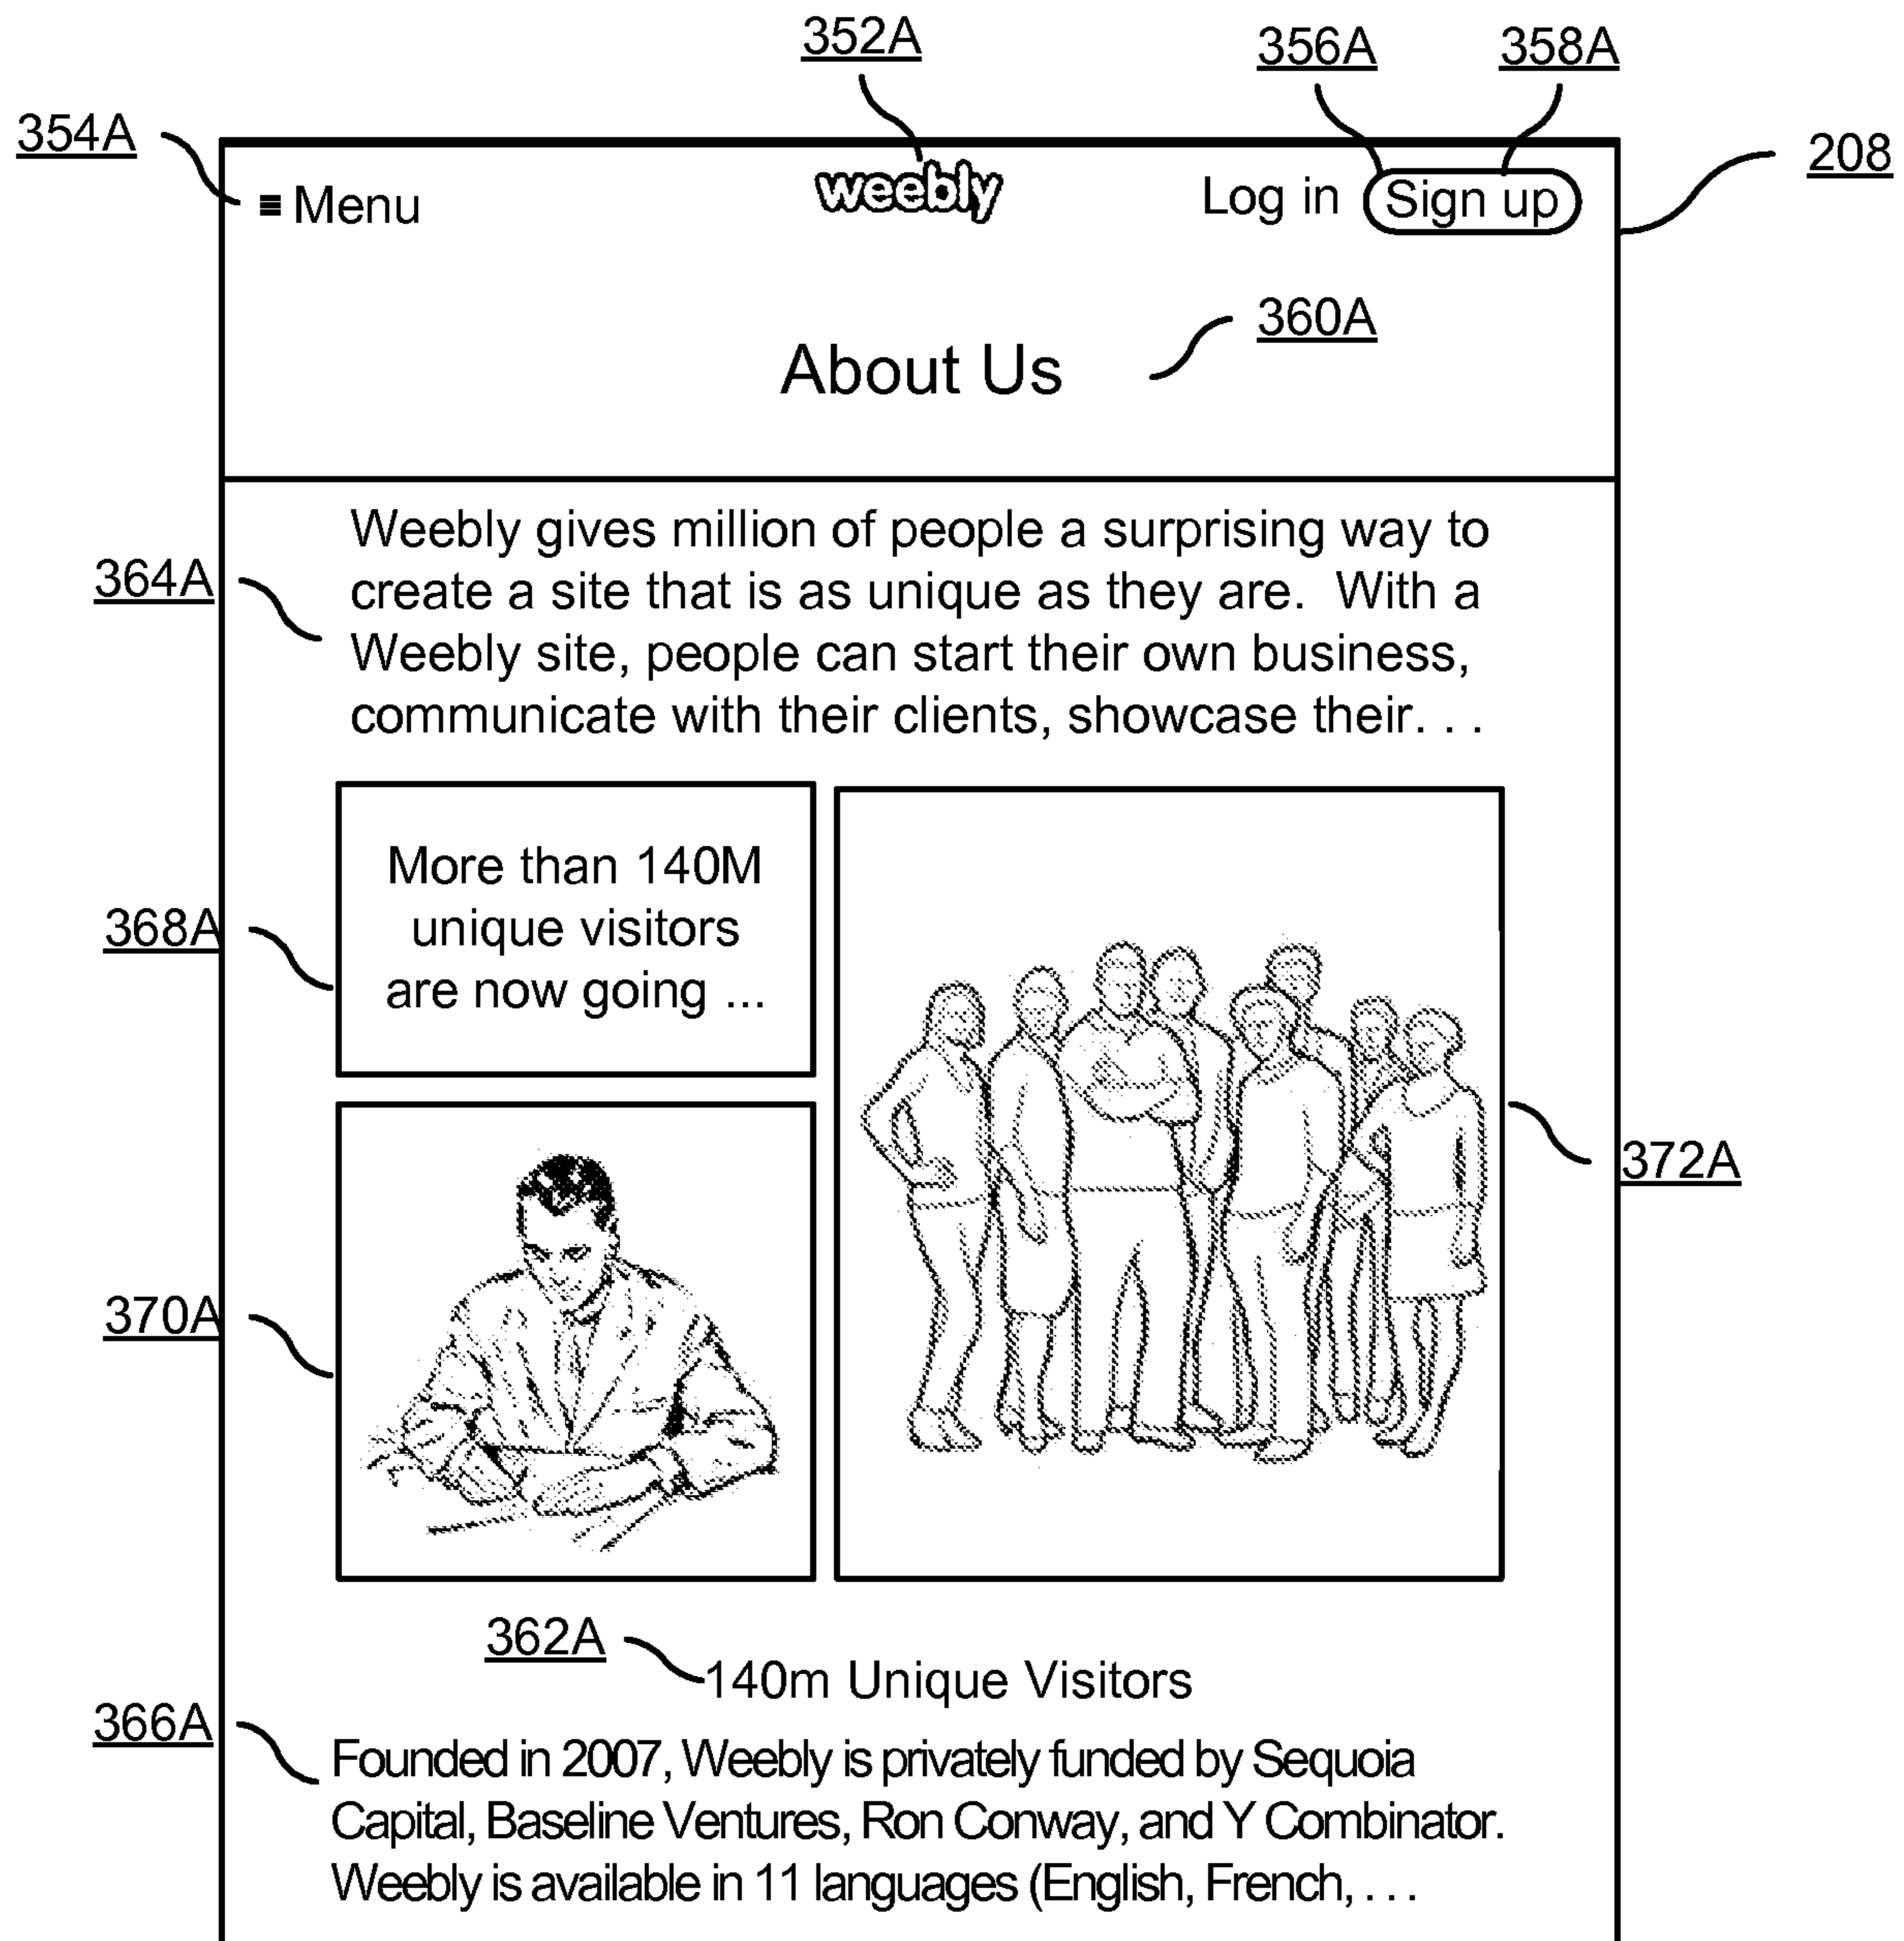 352A
356A
358A
354A
208
≡ Menu
weebly
Log in
Sign up
360A
About Us
Weebly gives million of people a surprising way to
create a site that is as unique as they are.  With a
Weebly site, people can start their own business,
communicate with their clients, showcase their. . .
364A
More than 140M
unique visitors
are now going ...
368A
372A
370A
362A
140m Unique Visitors
366A
Founded in 2007, Weebly is privately funded by Sequoia
Capital, Baseline Ventures, Ron Conway, and Y Combinator.
Weebly is available in 11 languages (English, French, . . .